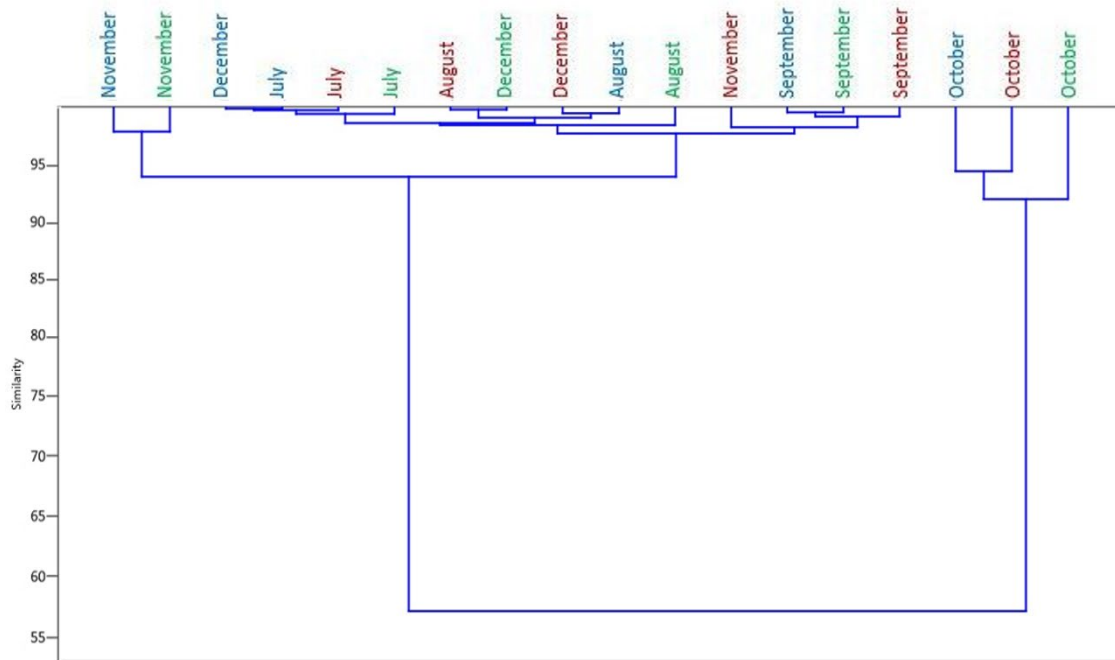 November
November
December
July
July
July
August
December
December
August
August
November
September
September
September
October
October
October
95
90
85
80
75
70
65
60
55
Similarity